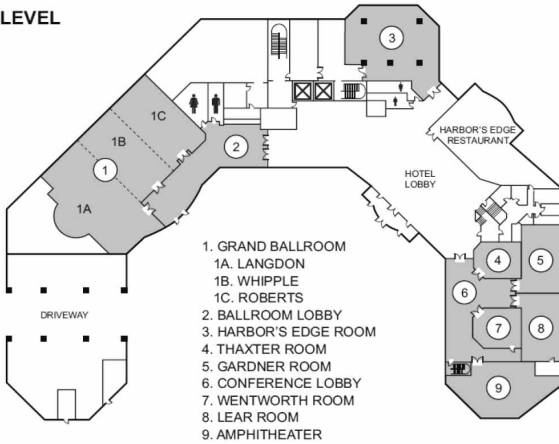 LEVEL
3
1C
1B
2
1
1A
HARBOR'S EDGE
RESTAURANT
HOTEL
LOBBY
4
5
6
7
8
9
DRIVEWAY
1. GRAND BALLROOM
1A. LANGDON
1B. WHIPPLE
1C. ROBERTS
2. BALLROOM LOBBY
3. HARBOR'S EDGE ROOM
4. THAXTER ROOM
5. GARDNER ROOM
6. CONFERENCE LOBBY
7. WENTWORTH ROOM
8. LEAR ROOM
9. AMPHITHEATER